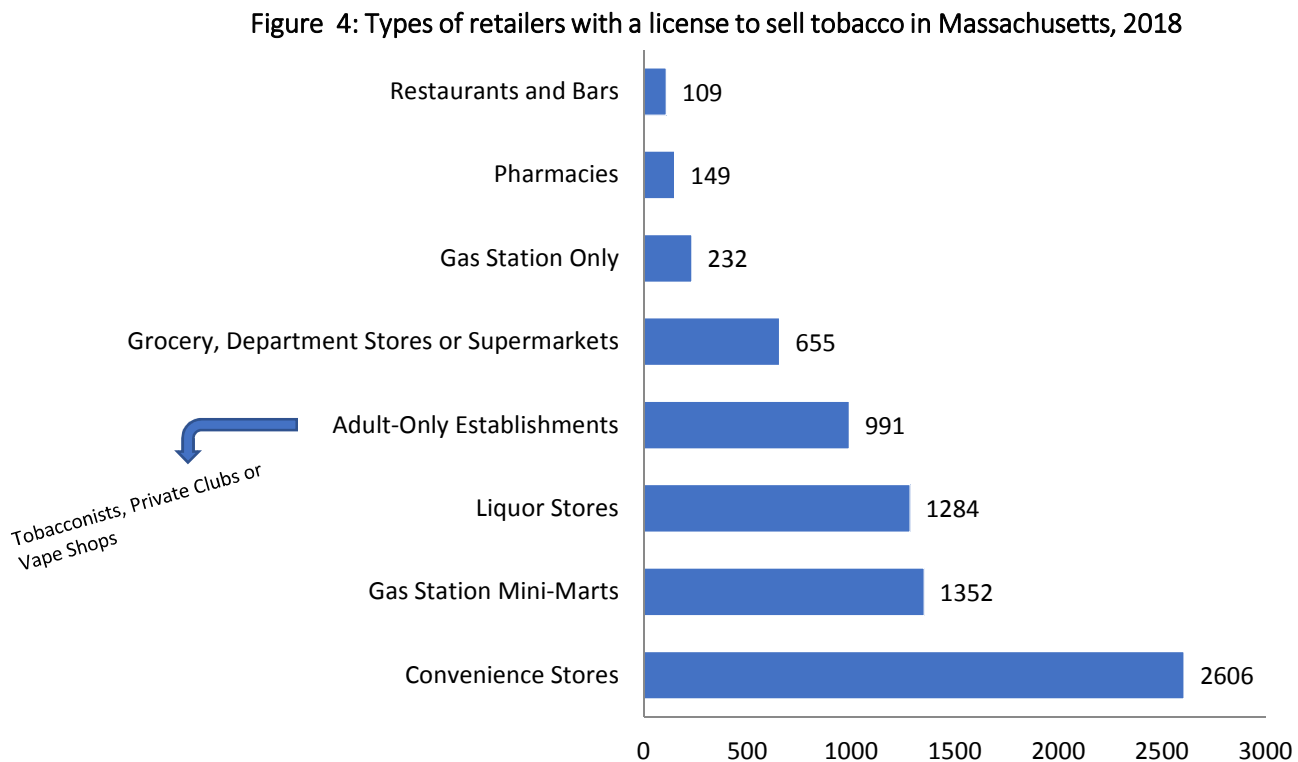 Figure 4: Types of retailers with a license to sell tobacco in Massachusetts, 2018
Restaurants and Bars 109
Pharmacies 149
Gas Station Only 232
Grocery, Department Stores or Supermarkets 655
Adult-Only Establishments 991
Tobacconists, Private Clubs or
Vape Shops
Liquor Stores 1284
Gas Station Mini-Marts 1352
Convenience Stores 2606
0 500 1000 1500 2000 2500 3000